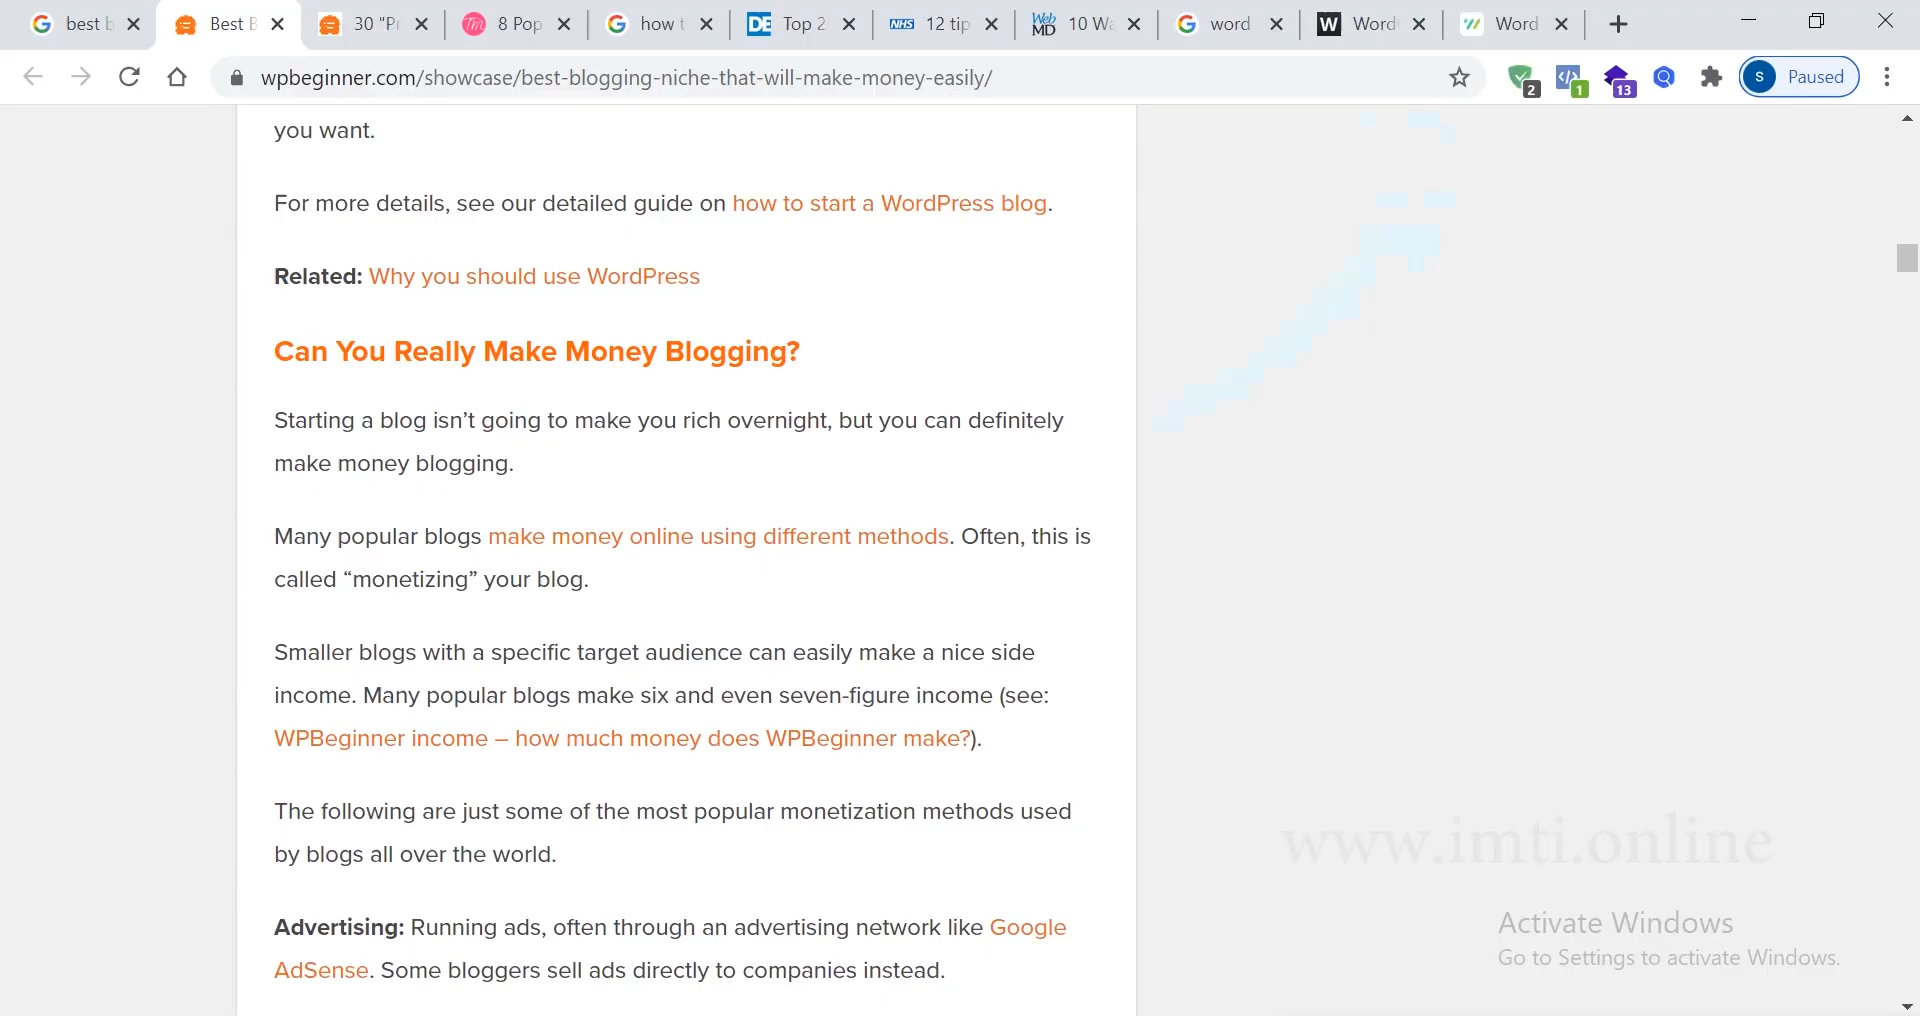 best b
Best B
30 "Pr
8 Pop
how t
DE Top 2
NHS 12 tip
Web MD 10 Wa
word
W Word
Word
wpbeginner.com/showcase/best-blogging-niche-that-will-make-money-easily/
2
1
13
S Paused
you want.
For more details, see our detailed guide on how to start a WordPress blog.
Related: Why you should use WordPress
Can You Really Make Money Blogging?
Starting a blog isn’t going to make you rich overnight, but you can definitely
make money blogging.
Many popular blogs make money online using different methods. Often, this is
called “monetizing” your blog.
Smaller blogs with a specific target audience can easily make a nice side
income. Many popular blogs make six and even seven-figure income (see:
WPBeginner income – how much money does WPBeginner make?).
The following are just some of the most popular monetization methods used
by blogs all over the world.
Advertising: Running ads, often through an advertising network like Google
AdSense. Some bloggers sell ads directly to companies instead.
www.imti.online
Activate Windows
Go to Settings to activate Windows.